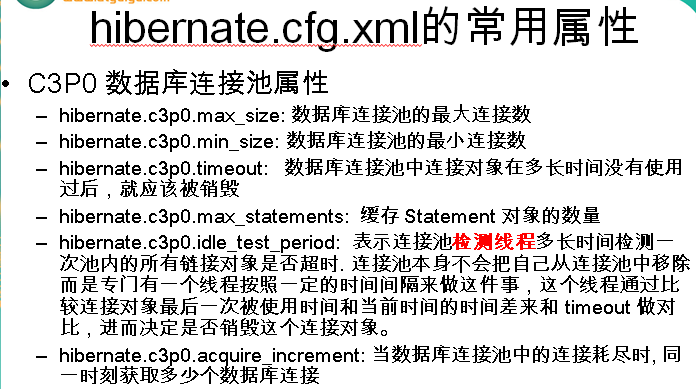 hibernate.cfg.xml的常用属性
• C3P0 数据库连接池属性
– hibernate.c3p0.max_size: 数据库连接池的最大连接数
– hibernate.c3p0.min_size: 数据库连接池的最小连接数
– hibernate.c3p0.timeout: 数据库连接池中连接对象在多长时间没有使用
过后，就应该被销毁
– hibernate.c3p0.max_statements: 缓存 Statement 对象的数量
– hibernate.c3p0.idle_test_period: 表示连接池检测线程多长时间检测一
次池内的所有链接对象是否超时. 连接池本身不会把自己从连接池中移除
而是专门有一个线程按照一定的时间间隔来做这件事，这个线程通过比
较连接对象最后一次被使用时间和当前时间的时间差来和 timeout 做对
比，进而决定是否销毁这个连接对象。
– hibernate.c3p0.acquire_increment: 当数据库连接池中的连接耗尽时, 同
一时刻获取多少个数据库连接